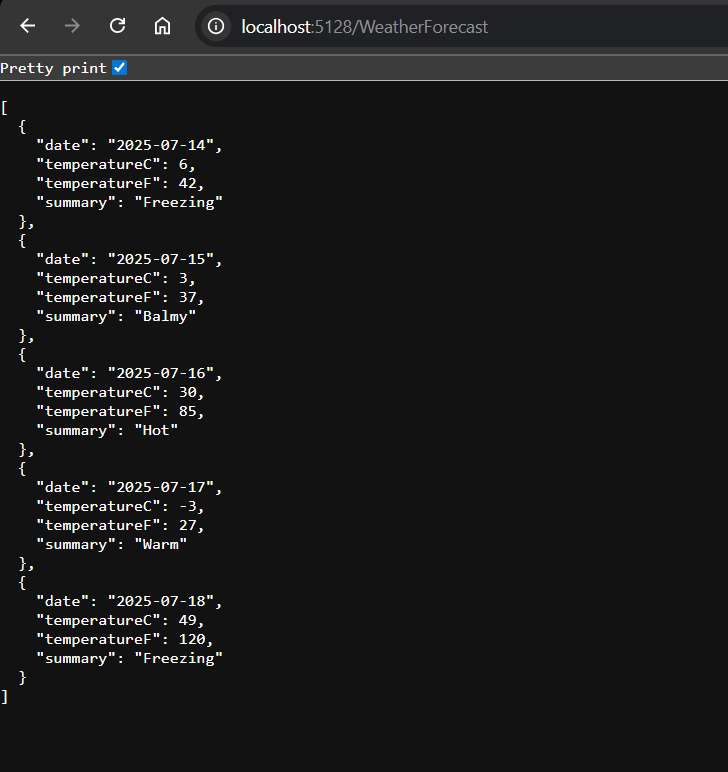 localhost:5128/WeatherForecast
Pretty print
[
  {
    "date": "2025-07-14",
    "temperatureC": 6,
    "temperatureF": 42,
    "summary": "Freezing"
  },
  {
    "date": "2025-07-15",
    "temperatureC": 3,
    "temperatureF": 37,
    "summary": "Balmy"
  },
  {
    "date": "2025-07-16",
    "temperatureC": 30,
    "temperatureF": 85,
    "summary": "Hot"
  },
  {
    "date": "2025-07-17",
    "temperatureC": -3,
    "temperatureF": 27,
    "summary": "Warm"
  },
  {
    "date": "2025-07-18",
    "temperatureC": 49,
    "temperatureF": 120,
    "summary": "Freezing"
  }
]